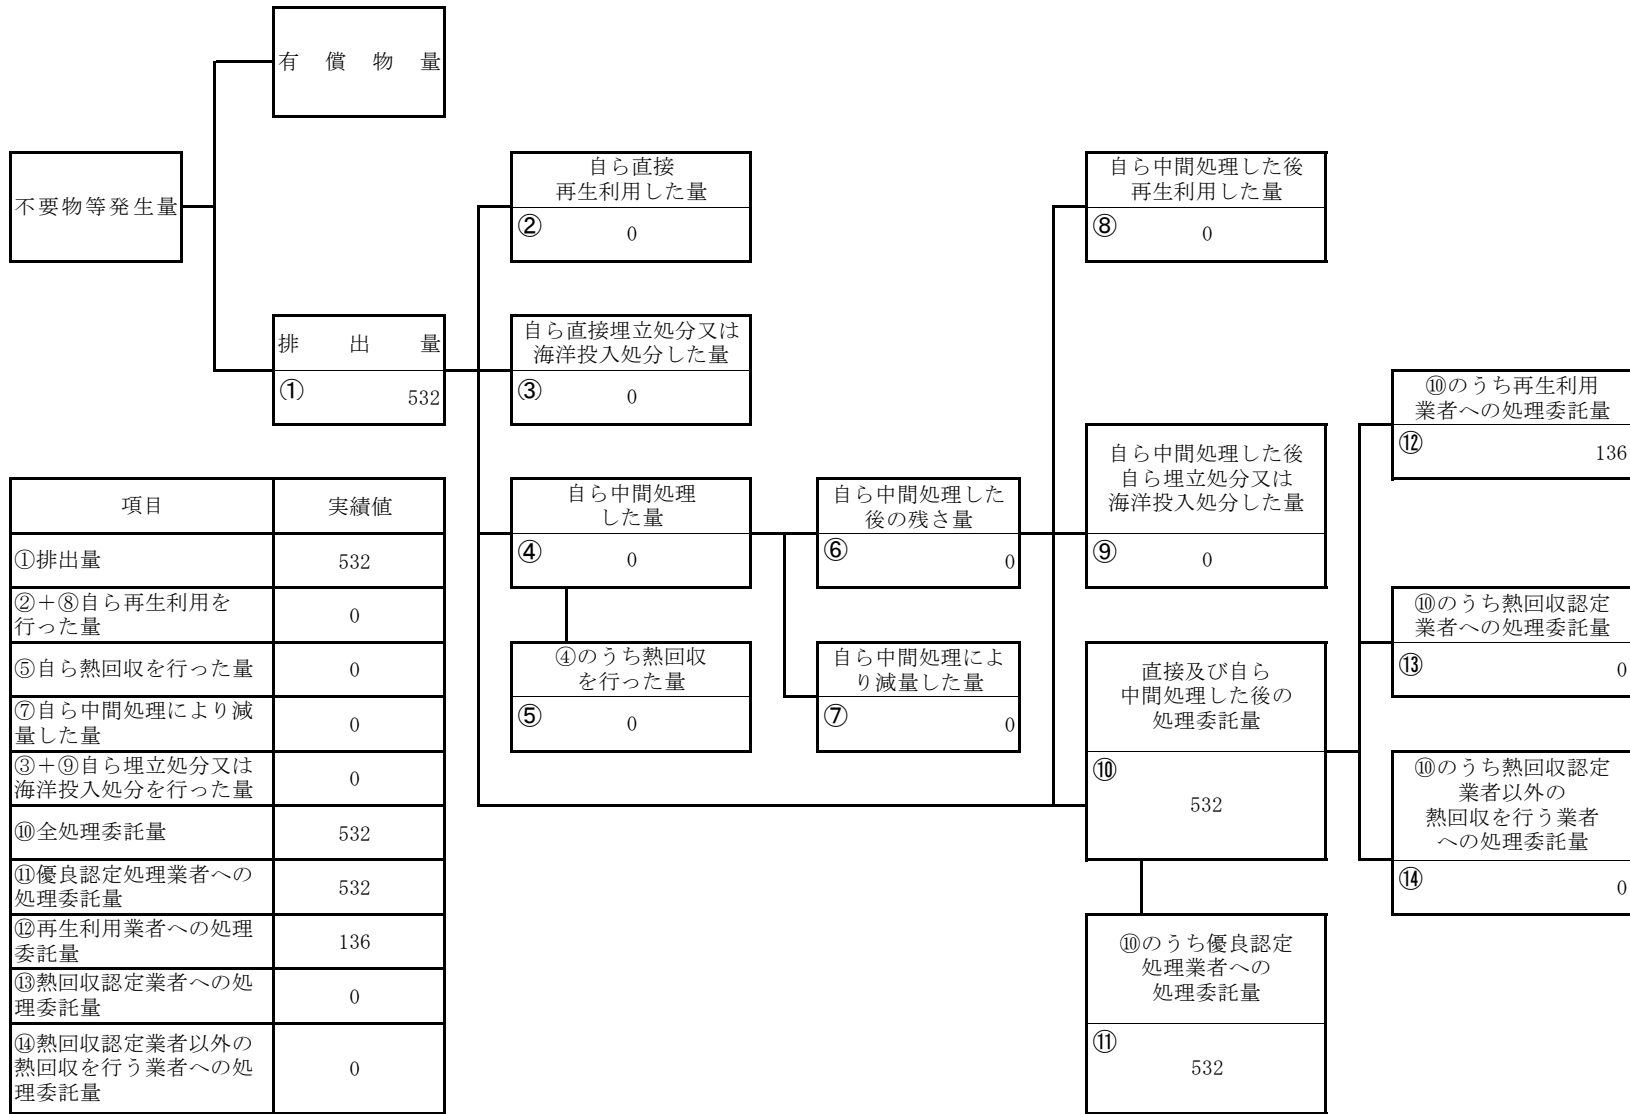 有償物量
不要物等発生量
排出量
① 532
自ら直接
再生利用した量
② 0
自ら直接埋立処分又は
海洋投入処分した量
③ 0
自ら中間処理
した量
④ 0
④のうち熱回収
を行った量
⑤ 0
自ら中間処理した
後の残さ量
⑥ 0
自ら中間処理によ
り減量した量
⑦ 0
自ら中間処理した後
再生利用した量
⑧ 0
自ら中間処理した後
自ら埋立処分又は
海洋投入処分した量
⑨ 0
直接及び自ら
中間処理した後の
処理委託量
⑩
532
⑩のうち優良認定
処理業者への
処理委託量
⑪
532
⑩のうち再生利用
業者への処理委託量
⑫ 136
⑩のうち熱回収認定
業者への処理委託量
⑬ 0
⑩のうち熱回収認定
業者以外の
熱回収を行う業者
への処理委託量
⑭ 0
項目 実績値
①排出量 532
②＋⑧自ら再生利用を
行った量 0
⑤自ら熱回収を行った量 0
⑦自ら中間処理により減
量した量 0
③＋⑨自ら埋立処分又は
海洋投入処分を行った量 0
⑩全処理委託量 532
⑪優良認定処理業者への
処理委託量 532
⑫再生利用業者への処理
委託量 136
⑬熱回収認定業者への処
理委託量 0
⑭熱回収認定業者以外の
熱回収を行う業者への処 0
理委託量